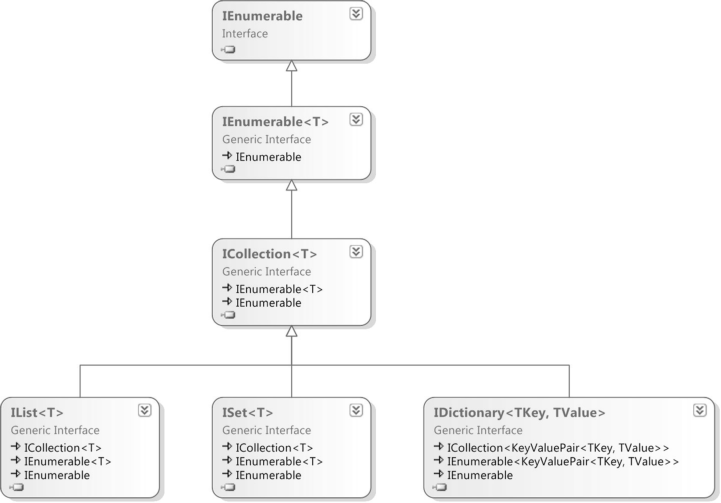 IEnumerable
Interface
IEnumerable<T>
Generic Interface
IEnumerable
ICollection<T>
Generic Interface
IEnumerable<T>
IEnumerable
IList<T>
Generic Interface
ICollection<T>
IEnumerable<T>
IEnumerable
ISet<T>
Generic Interface
ICollection<T>
IEnumerable<T>
IEnumerable
IDictionary<TKey, TValue>
Generic Interface
ICollection<KeyValuePair<TKey, TValue>>
IEnumerable<KeyValuePair<TKey, TValue>>
IEnumerable